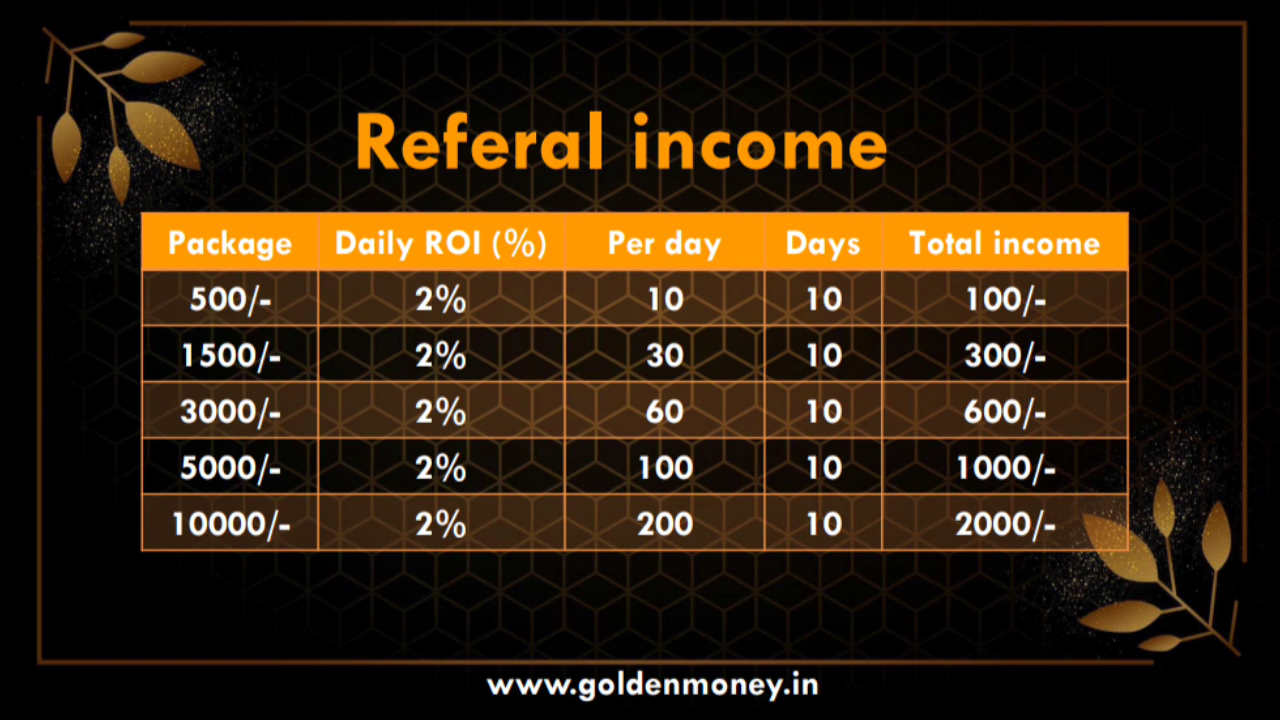 Referal income
Package Daily ROI (%) Per day Days Total income
500/- 2% 10 10 100/-
1500/- 2% 30 10 300/-
3000/- 2% 60 10 600/-
5000/- 2% 100 10 1000/-
10000/- 2% 200 10 2000/-
www.goldenmoney.in